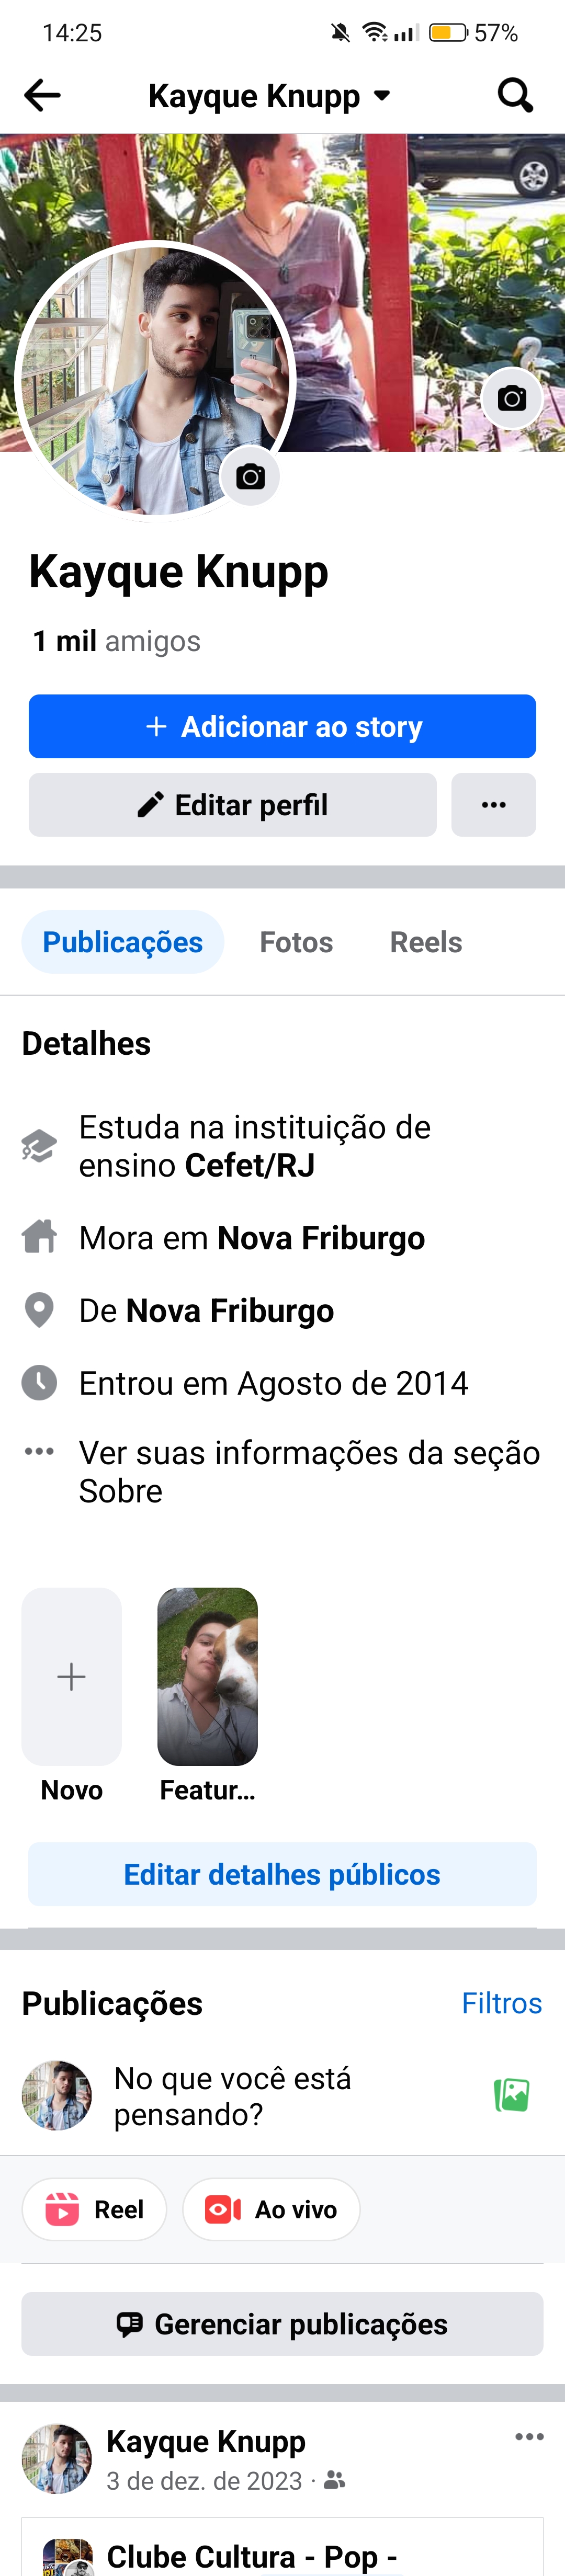 14:25
57%
Kayque Knupp
Kayque Knupp
1 mil amigos
+ Adicionar ao story
Editar perfil
Publicações Fotos Reels
Detalhes
Estuda na instituição de
ensino Cefet/RJ
Mora em Nova Friburgo
De Nova Friburgo
Entrou em Agosto de 2014
Ver suas informações da seção
Sobre
Novo Featur...
Editar detalhes públicos
Publicações Filtros
No que você está
pensando?
Reel Ao vivo
Gerenciar publicações
Kayque Knupp
3 de dez. de 2023 ·
Clube Cultura - Pop -